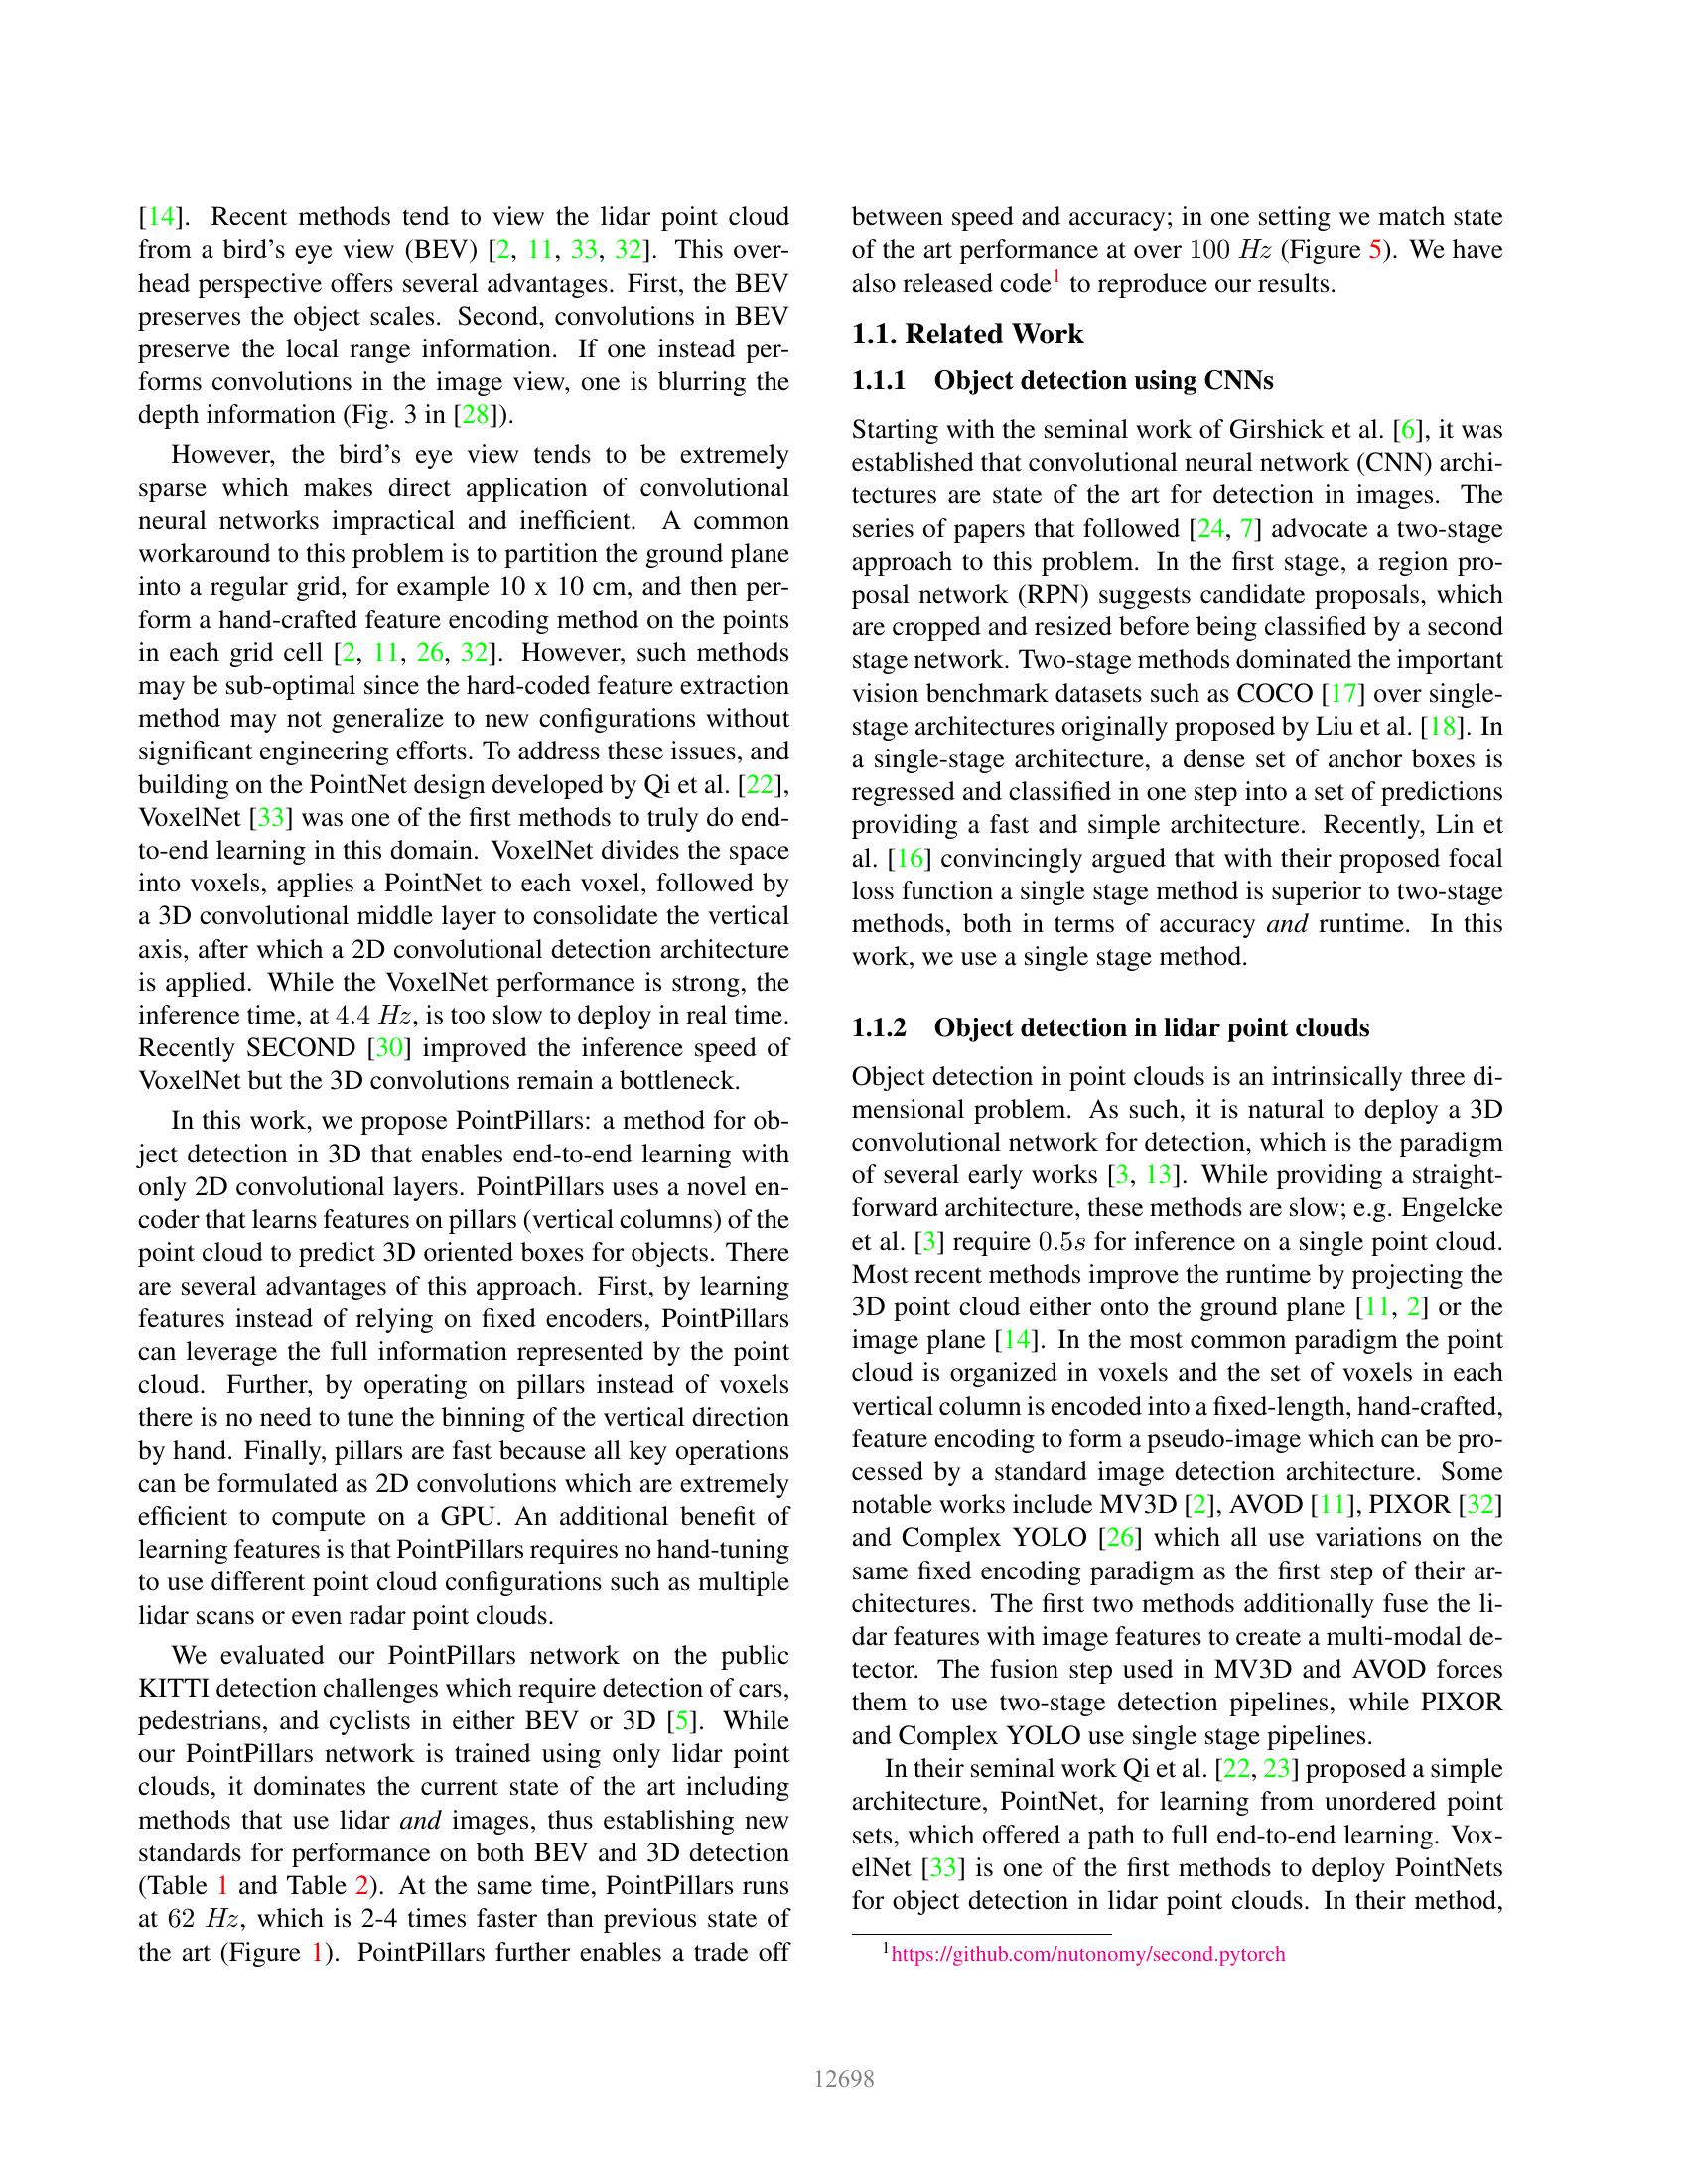 [14]. Recent methods tend to view the lidar point cloud
from a bird's eye view (BEV) [2, 11, 33, 32]. This over-
head perspective offers several advantages. First, the BEV
preserves the object scales. Second, convolutions in BEV
preserve the local range information. If one instead per-
forms convolutions in the image view, one is blurring the
depth information (Fig. 3 in [28]).
However, the bird's eye view tends to be extremely
sparse which makes direct application of convolutional
neural networks impractical and inefficient. A common
workaround to this problem is to partition the ground plane
into a regular grid, for example 10 x 10 cm, and then per-
form a hand-crafted feature encoding method on the points
in each grid cell [2, 11, 26, 32]. However, such methods
may be sub-optimal since the hard-coded feature extraction
method may not generalize to new configurations without
significant engineering efforts. To address these issues, and
building on the PointNet design developed by Qi et al. [22],
VoxelNet [33] was one of the first methods to truly do end-
to-end learning in this domain. VoxelNet divides the space
into voxels, applies a PointNet to each voxel, followed by
a 3D convolutional middle layer to consolidate the vertical
axis, after which a 2D convolutional detection architecture
is applied. While the VoxelNet performance is strong, the
inference time, at 4.4 Hz, is too slow to deploy in real time.
Recently SECOND [30] improved the inference speed of
VoxelNet but the 3D convolutions remain a bottleneck.
In this work, we propose PointPillars: a method for ob-
ject detection in 3D that enables end-to-end learning with
only 2D convolutional layers. PointPillars uses a novel en-
coder that learns features on pillars (vertical columns) of the
point cloud to predict 3D oriented boxes for objects. There
are several advantages of this approach. First, by learning
features instead of relying on fixed encoders, PointPillars
can leverage the full information represented by the point
cloud. Further, by operating on pillars instead of voxels
there is no need to tune the binning of the vertical direction
by hand. Finally, pillars are fast because all key operations
can be formulated as 2D convolutions which are extremely
efficient to compute on a GPU. An additional benefit of
learning features is that PointPillars requires no hand-tuning
to use different point cloud configurations such as multiple
lidar scans or even radar point clouds.
We evaluated our PointPillars network on the public
KITTI detection challenges which require detection of cars,
pedestrians, and cyclists in either BEV or 3D [5]. While
our PointPillars network is trained using only lidar point
clouds, it dominates the current state of the art including
methods that use lidar and images, thus establishing new
standards for performance on both BEV and 3D detection
(Table 1 and Table 2). At the same time, PointPillars runs
at 62 Hz, which is 2-4 times faster than previous state of
the art (Figure 1). PointPillars further enables a trade off
between speed and accuracy; in one setting we match state
of the art performance at over 100 Hz (Figure 5). We have
also released code1 to reproduce our results.
1.1. Related Work
1.1.1 Object detection using CNNs
Starting with the seminal work of Girshick et al. [6], it was
established that convolutional neural network (CNN) archi-
tectures are state of the art for detection in images. The
series of papers that followed [24, 7] advocate a two-stage
approach to this problem. In the first stage, a region pro-
posal network (RPN) suggests candidate proposals, which
are cropped and resized before being classified by a second
stage network. Two-stage methods dominated the important
vision benchmark datasets such as COCO [17] over single-
stage architectures originally proposed by Liu et al. [18]. In
a single-stage architecture, a dense set of anchor boxes is
regressed and classified in one step into a set of predictions
providing a fast and simple architecture. Recently, Lin et
al. [16] convincingly argued that with their proposed focal
loss function a single stage method is superior to two-stage
methods, both in terms of accuracy and runtime. In this
work, we use a single stage method.
1.1.2 Object detection in lidar point clouds
Object detection in point clouds is an intrinsically three di-
mensional problem. As such, it is natural to deploy a 3D
convolutional network for detection, which is the paradigm
of several early works [3, 13]. While providing a straight-
forward architecture, these methods are slow; e.g. Engelcke
et al. [3] require 0.5s for inference on a single point cloud.
Most recent methods improve the runtime by projecting the
3D point cloud either onto the ground plane [11, 2] or the
image plane [14]. In the most common paradigm the point
cloud is organized in voxels and the set of voxels in each
vertical column is encoded into a fixed-length, hand-crafted,
feature encoding to form a pseudo-image which can be pro-
cessed by a standard image detection architecture. Some
notable works include MV3D [2], AVOD [11], PIXOR [32]
and Complex YOLO [26] which all use variations on the
same fixed encoding paradigm as the first step of their ar-
chitectures. The first two methods additionally fuse the li-
dar features with image features to create a multi-modal de-
tector. The fusion step used in MV3D and AVOD forces
them to use two-stage detection pipelines, while PIXOR
and Complex YOLO use single stage pipelines.
In their seminal work Qi et al. [22, 23] proposed a simple
architecture, PointNet, for learning from unordered point
sets, which offered a path to full end-to-end learning. Vox-
elNet [33] is one of the first methods to deploy PointNets
for object detection in lidar point clouds. In their method,
1https://github.com/nutonomy/second.pytorch
12698